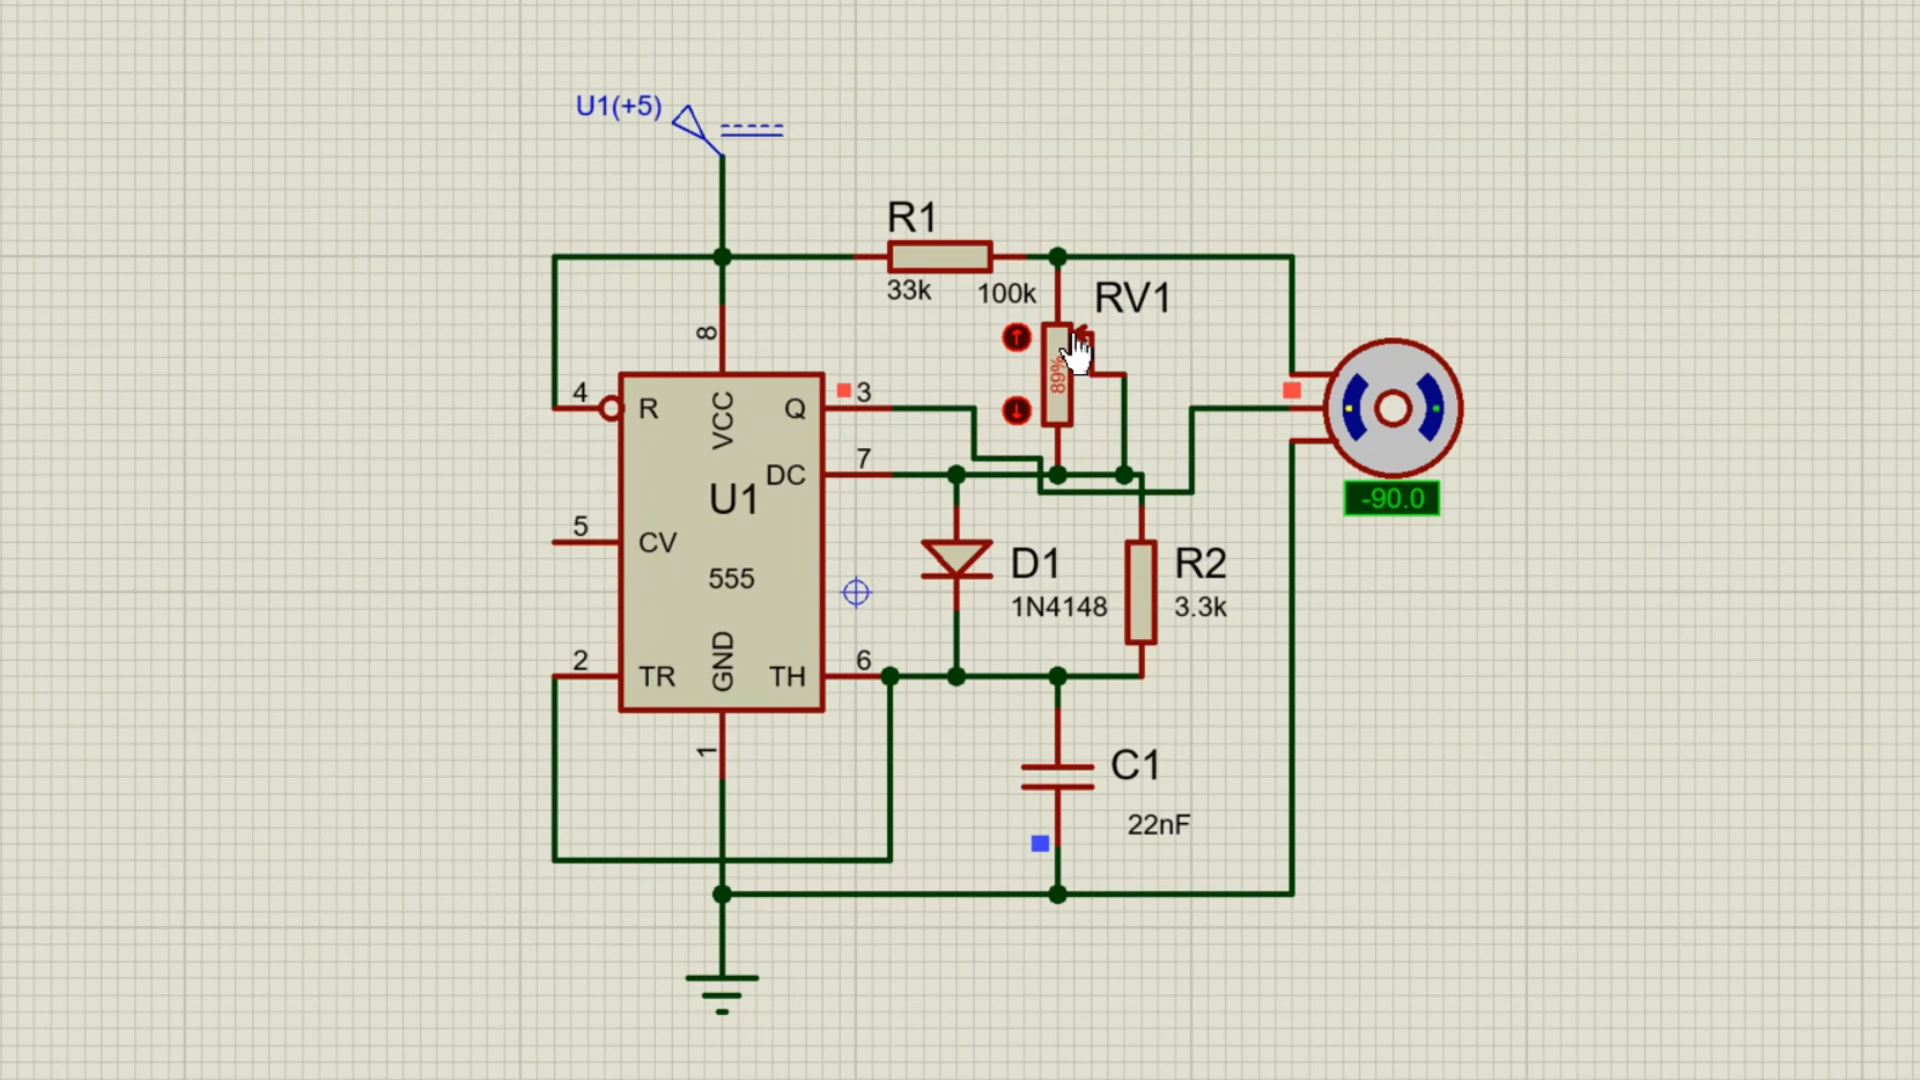 U1(+5)
R1
33k
100k
RV1
89%
8
4
R
VCC
Q
3
DC
7
U1
5
CV
555
D1
1N4148
R2
3.3k
-90.0
2
TR
GND
TH
6
1
C1
22nF